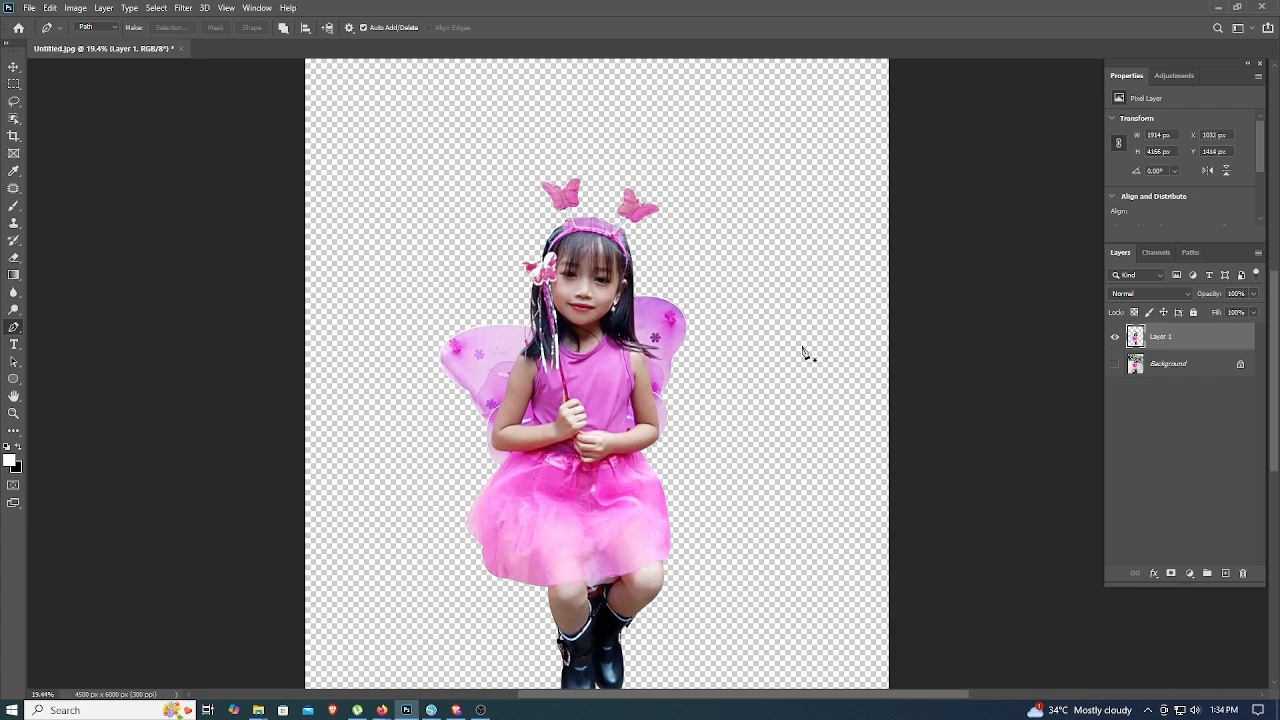 Ps File Edit Image Layer Type Select Filter 3D View Window Help
Path Make: Selection... Mask Shape Auto Add/Delete Align Edges
Untitled.jpg @ 19.4% (Layer 1, RGB/8*) *
Properties Adjustments
Pixel Layer
Transform
W 1914 px X 1032 px
H 4166 px Y 1414 px
0.00°
Align and Distribute
Align:
Layers Channels Paths
Kind
Normal Opacity: 100%
Lock: Fill: 100%
Layer 1
Background
19.44% 4500 px x 6000 px (300 ppi)
Search Ps 34°C Mostly cloudy 1:34 PM